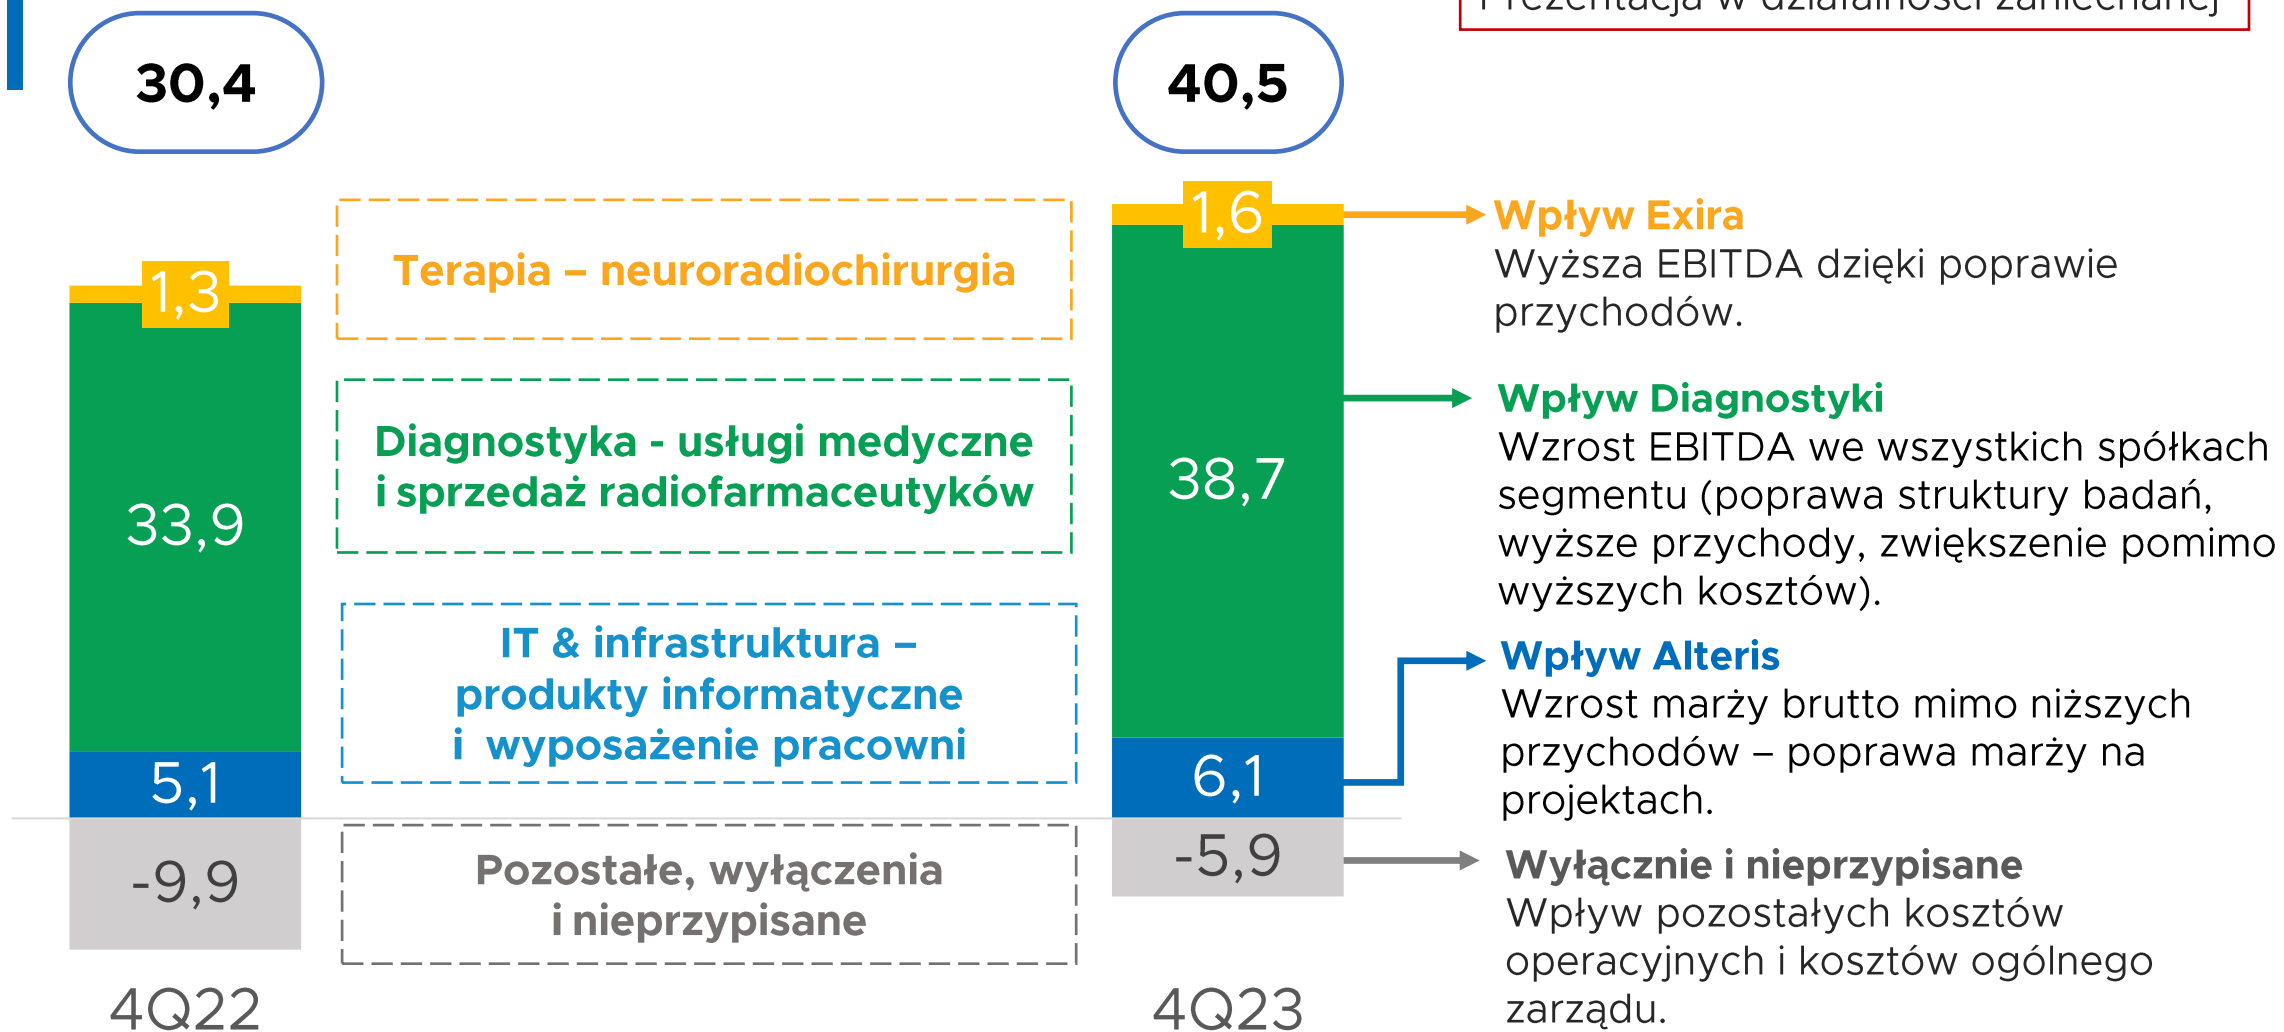 Prezentacja w działalności zaniechanej
30,4
40,5
1,3
33,9
5,1
-9,9
4Q22
Terapia – neuroradiochirurgia
Diagnostyka - usługi medyczne
i sprzedaż radiofarmaceutyków
IT & infrastruktura –
produkty informatyczne
i wyposażenie pracowni
Pozostałe, wyłączenia
i nieprzypisane
1,6
38,7
6,1
-5,9
4Q23
Wpływ Exira
Wyższa EBITDA dzięki poprawie
przychodów.
Wpływ Diagnostyki
Wzrost EBITDA we wszystkich spółkach
segmentu (poprawa struktury badań,
wyższe przychody, zwiększenie pomimo
wyższych kosztów).
Wpływ Alteris
Wzrost marży brutto mimo niższych
przychodów – poprawa marży na
projektach.
Wyłącznie i nieprzypisane
Wpływ pozostałych kosztów
operacyjnych i kosztów ogólnego
zarządu.